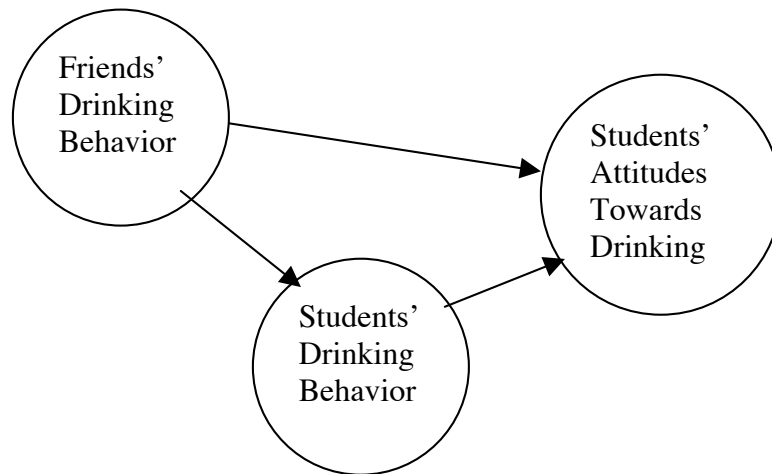 Friends’
Drinking
Behavior
Students’
Attitudes
Towards
Drinking
Students’
Drinking
Behavior